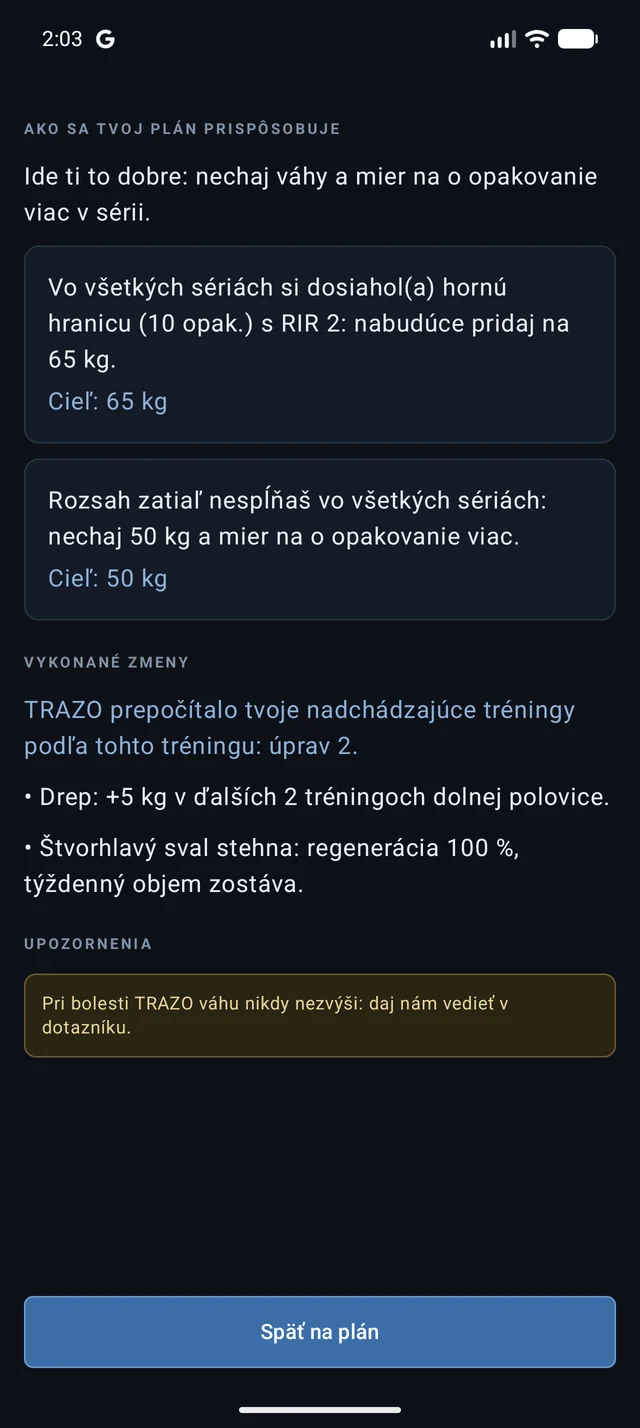 2:03 G
AKO SA TVOJ PLÁN PRISPÔSOBUJE
Ide ti to dobre: nechaj váhy a mier na o opakovanie
viac v sérii.
Vo všetkých sériách si dosiahol(a) hornú
hranicu (10 opak.) s RIR 2: nabudúce pridaj na
65 kg.
Cieľ: 65 kg
Rozsah zatiaľ nespĺňaš vo všetkých sériách:
nechaj 50 kg a mier na o opakovanie viac.
Cieľ: 50 kg
VYKONANÉ ZMENY
TRAZO prepočítalo tvoje nadchádzajúce tréningy
podľa tohto tréningu: úprav 2.
• Drep: +5 kg v ďalších 2 tréningoch dolnej polovice.
• Štvorhlavý sval stehna: regenerácia 100 %,
týždenný objem zostáva.
UPOZORNENIA
Pri bolesti TRAZO váhu nikdy nezvýši: daj nám vedieť v
dotazníku.
Späť na plán